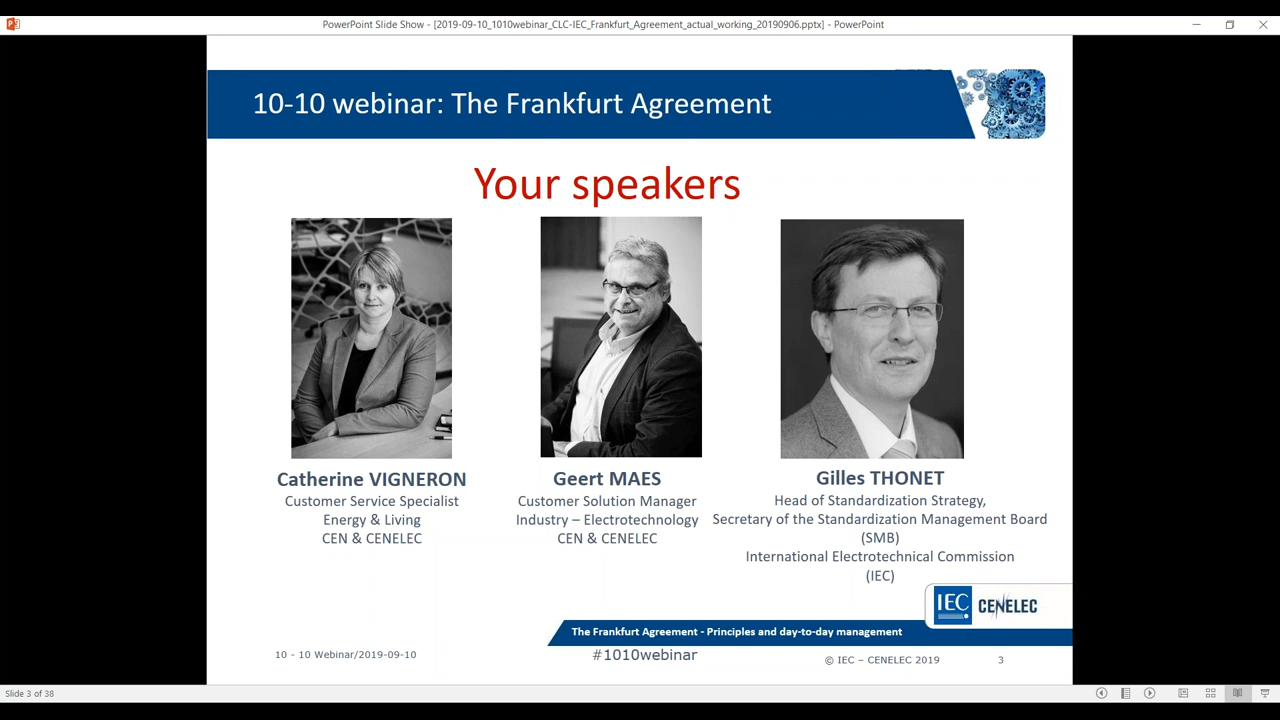 PowerPoint Slide Show - [2019-09-10_1010webinar_CLC-IEC_Frankfurt_Agreement_actual_working_20190906.pptx] - PowerPoint
10-10 webinar: The Frankfurt Agreement
Your speakers
Catherine VIGNERON
Customer Service Specialist
Energy & Living
CEN & CENELEC
Geert MAES
Customer Solution Manager
Industry – Electrotechnology
CEN & CENELEC
Gilles THONET
Head of Standardization Strategy,
Secretary of the Standardization Management Board
(SMB)
International Electrotechnical Commission
(IEC)
IEC CENELEC
The Frankfurt Agreement - Principles and day-to-day management
10 - 10 Webinar/2019-09-10
#1010webinar
© IEC – CENELEC 2019
3
Slide 3 of 38